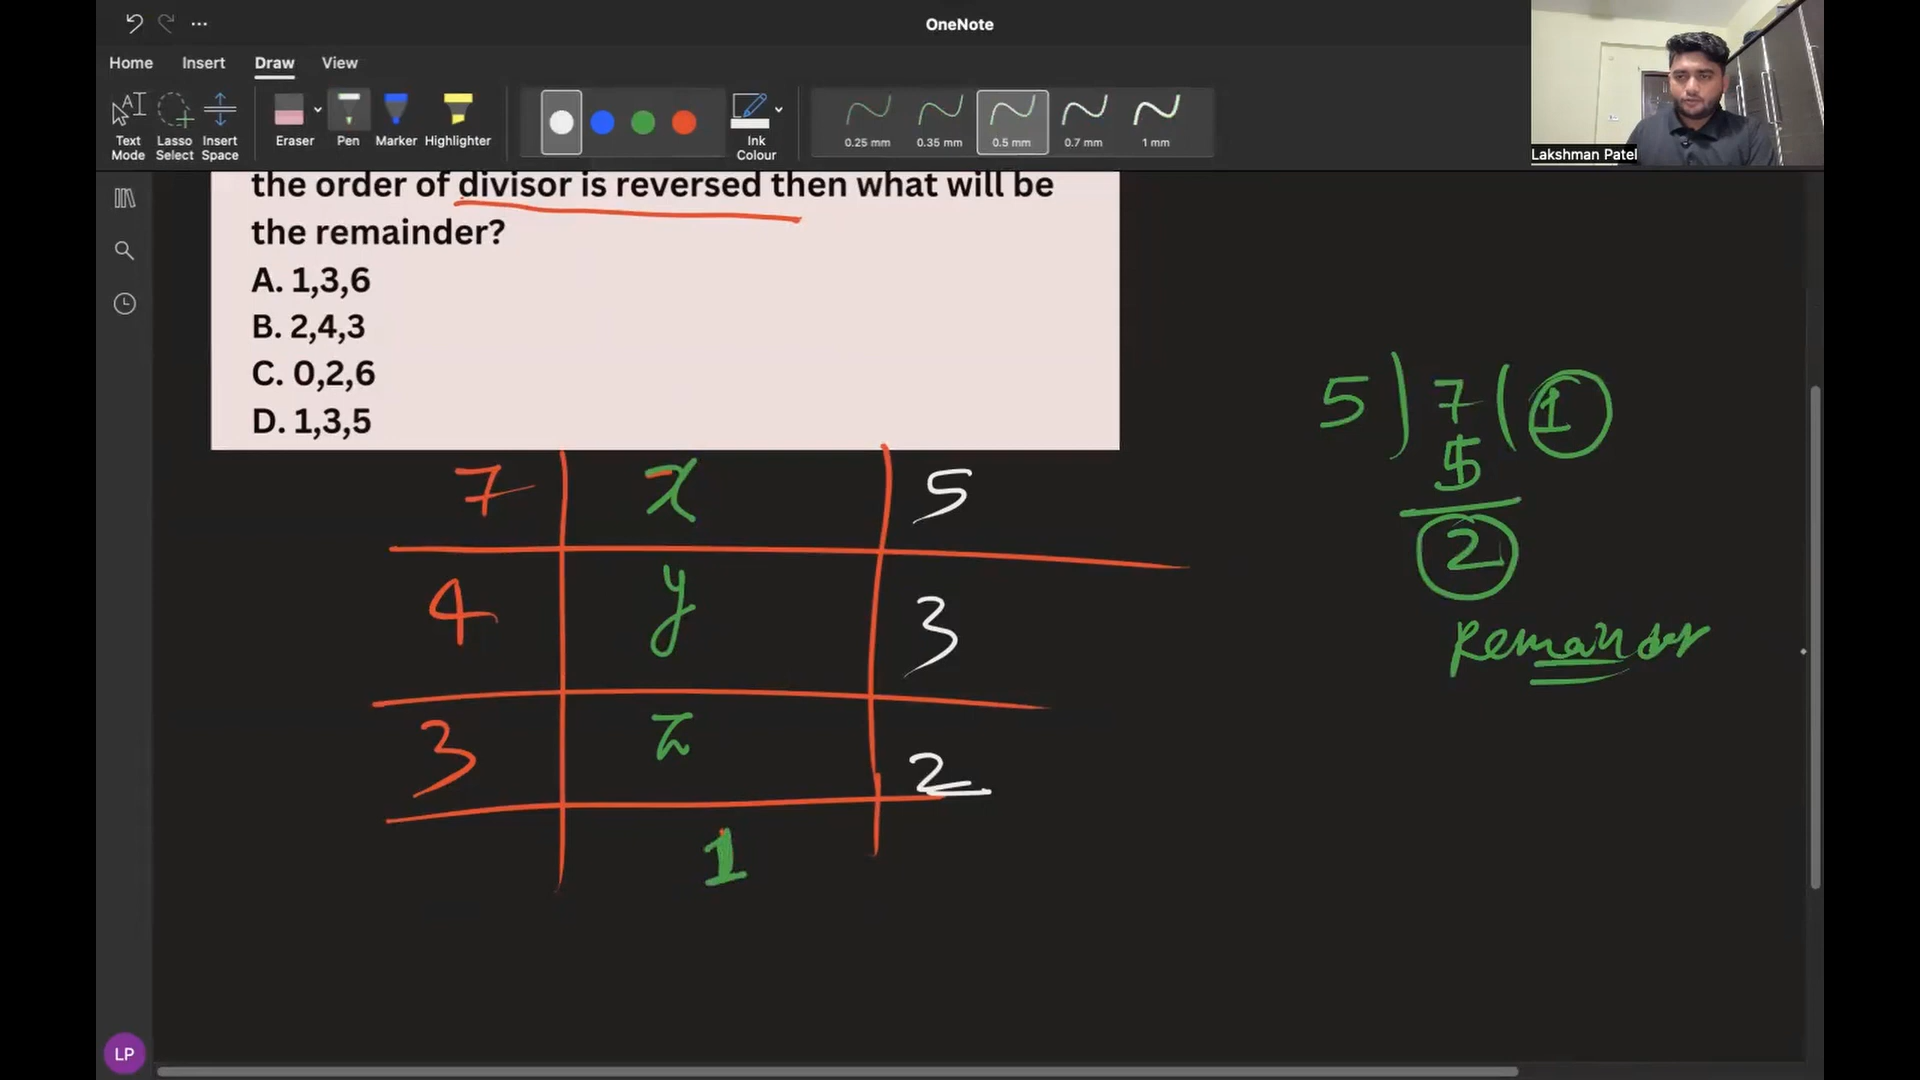 OneNote
Home Insert Draw View
Text Mode
Lasso Select
Insert Space
Eraser
Pen
Marker
Highlighter
Ink Colour
0.25 mm
0.35 mm
0.5 mm
0.7 mm
1 mm
Lakshman Patel
the order of divisor is reversed then what will be
the remainder?
A. 1,3,6
B. 2,4,3
C. 0,2,6
D. 1,3,5
5 ) 7 ( 1
5
2
Remainder
7 x 5
4 y 3
3 z 2
1
LP